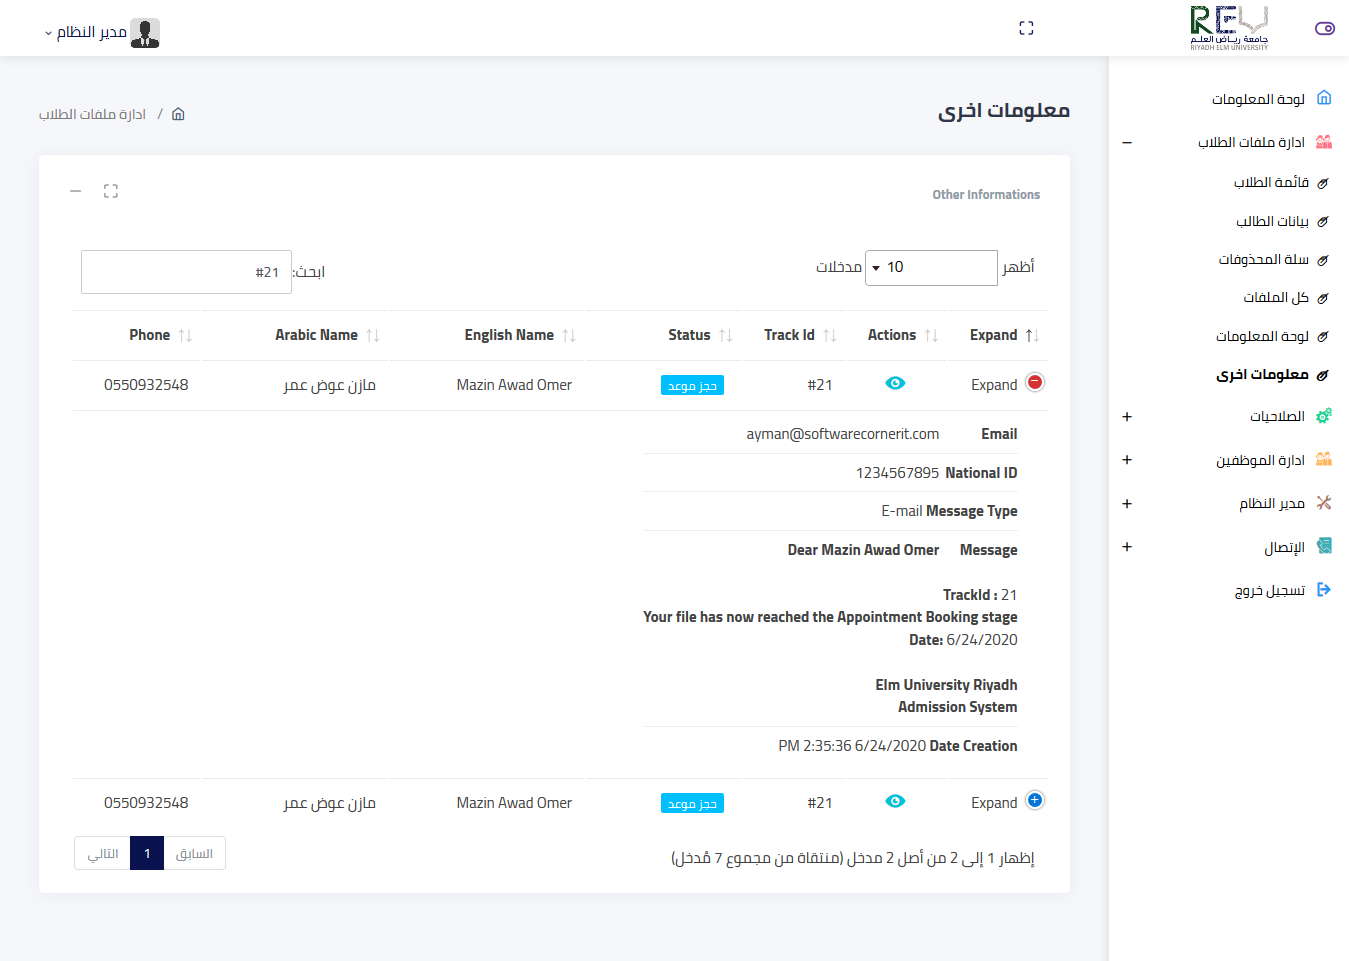 REU
جامعة رياض العلم
RIYADH ELM UNIVERSITY
مدير النظام
لوحة المعلومات
ادارة ملفات الطلاب
قائمة الطلاب
بيانات الطالب
سلة المحذوفات
كل الملفات
لوحة المعلومات
معلومات اخرى
الصلاحيات
ادارة الموظفين
مدير النظام
الإتصال
تسجيل خروج
معلومات اخرى
/ ادارة ملفات الطلاب
Other Informations
أظهر 10 مدخلات
ابحث: #21
Expand Actions Track Id Status English Name Arabic Name Phone
Expand #21 حجز موعد Mazin Awad Omer مازن عوض عمر 0550932548
Email ayman@softwarecornerit.com
National ID 1234567895
Message Type E-mail
Message Dear Mazin Awad Omer
TrackId : 21
Your file has now reached the Appointment Booking stage
Date: 6/24/2020
Elm University Riyadh
Admission System
Date Creation 6/24/2020 2:35:36 PM
Expand #21 حجز موعد Mazin Awad Omer مازن عوض عمر 0550932548
إظهار 1 إلى 2 من أصل 2 مدخل (منتقاة من مجموع 7 مُدخل)
السابق 1 التالي